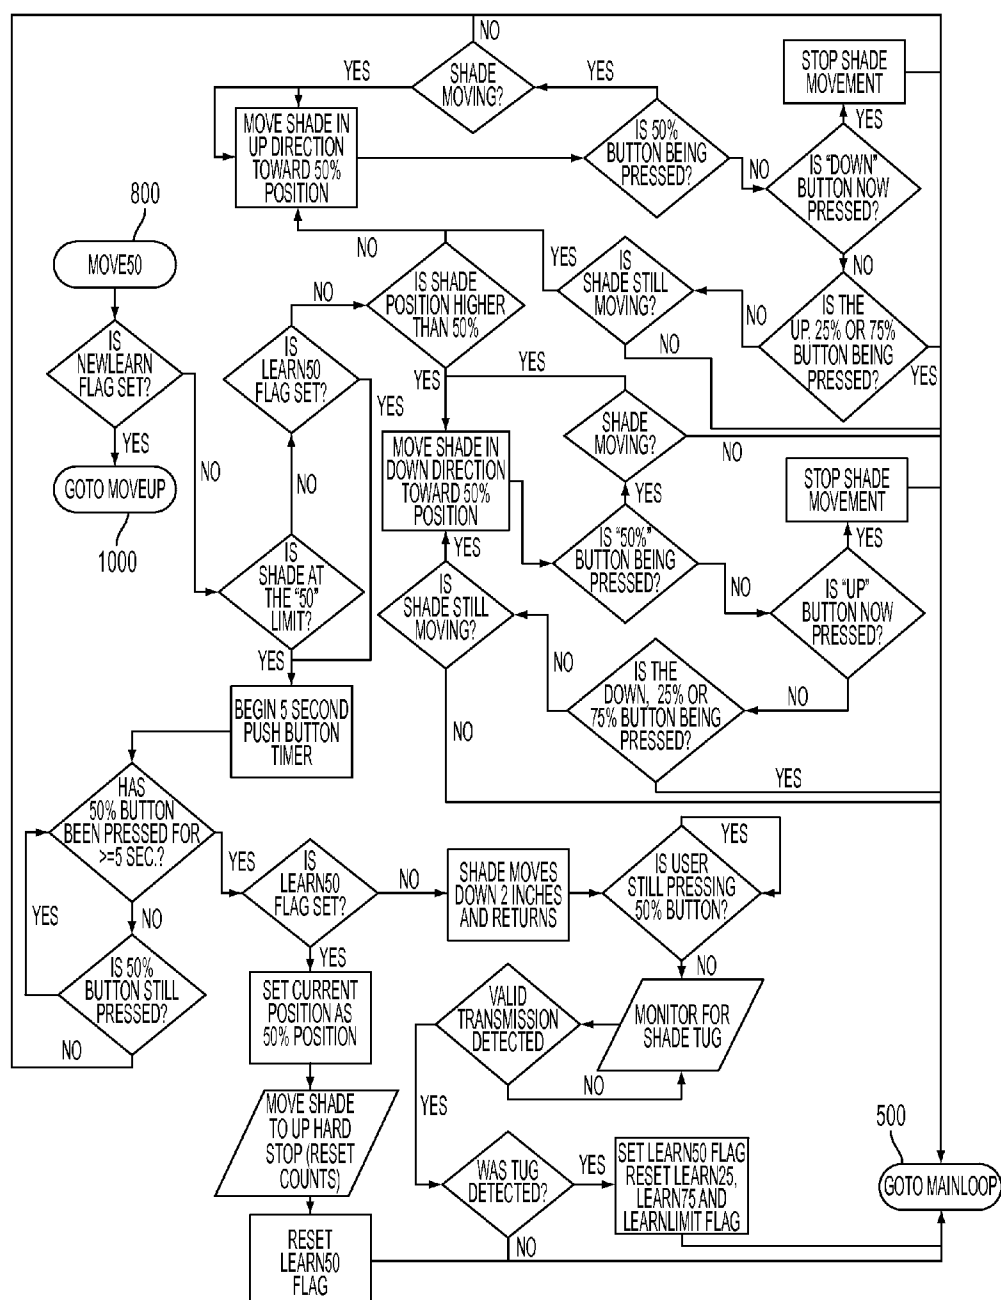 NO
YES
SHADE
MOVING?
YES
STOP SHADE
MOVEMENT
MOVE SHADE IN
UP DIRECTION
TOWARD 50%
POSITION
IS 50%
BUTTON BEING
PRESSED?
NO
YES
IS "DOWN"
BUTTON NOW
PRESSED?
800
MOVE50
NO
IS SHADE
POSITION HIGHER
THAN 50%
YES
IS
SHADE STILL
MOVING?
NO
NO
IS THE
UP, 25% OR 75%
BUTTON BEING
PRESSED?
NO
YES
IS
NEWLEARN
FLAG SET?
NO
IS
LEARN50
FLAG SET?
YES
YES
YES
SHADE
MOVING?
NO
YES
GOTO MOVEUP
1000
NO
NO
MOVE SHADE IN
DOWN DIRECTION
TOWARD 50%
POSITION
YES
STOP SHADE
MOVEMENT
YES
IS "50%"
BUTTON BEING
PRESSED?
NO
YES
IS "UP"
BUTTON NOW
PRESSED?
IS
SHADE AT
THE "50"
LIMIT?
YES
IS
SHADE STILL
MOVING?
NO
NO
IS THE
DOWN, 25% OR
75% BUTTON BEING
PRESSED?
NO
YES
BEGIN 5 SECOND
PUSH BUTTON
TIMER
HAS
50% BUTTON
BEEN PRESSED FOR
>=5 SEC.?
YES
NO
YES
IS 50%
BUTTON STILL
PRESSED?
NO
IS
LEARN50
FLAG SET?
NO
YES
SHADE MOVES
DOWN 2 INCHES
AND RETURNS
YES
IS USER
STILL PRESSING
50% BUTTON?
NO
SET CURRENT
POSITION AS
50% POSITION
VALID
TRANSMISSION
DETECTED
NO
YES
MONITOR FOR
SHADE TUG
MOVE SHADE
TO UP HARD
STOP (RESET
COUNTS)
WAS TUG
DETECTED?
YES
NO
SET LEARN50 FLAG
RESET LEARN25,
LEARN75 AND
LEARNLIMIT FLAG
500
GOTO MAINLOOP
RESET
LEARN50
FLAG